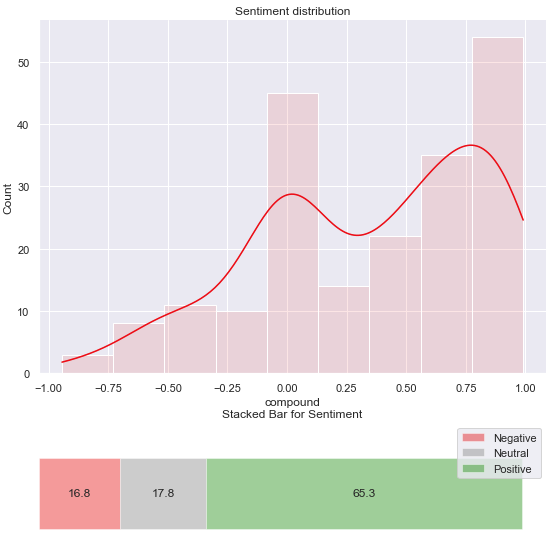 Sentiment distribution
Count
50
40
30
20
10
0
−1.00 −0.75 −0.50 −0.25 0.00 0.25 0.50 0.75 1.00
compound
Stacked Bar for Sentiment
Negative
Neutral
Positive
16.8 17.8 65.3